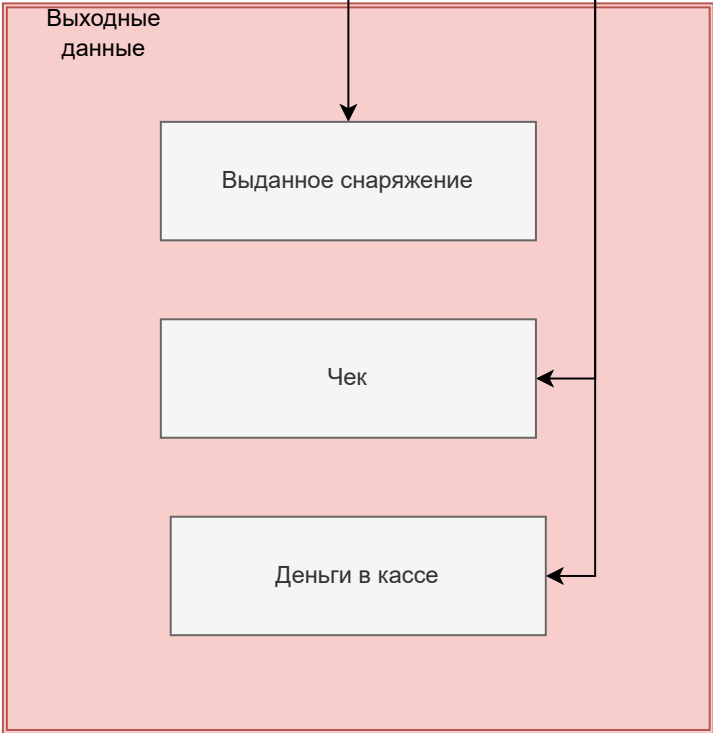 Выходные
данные
Выданное снаряжение
Чек
Деньги в кассе